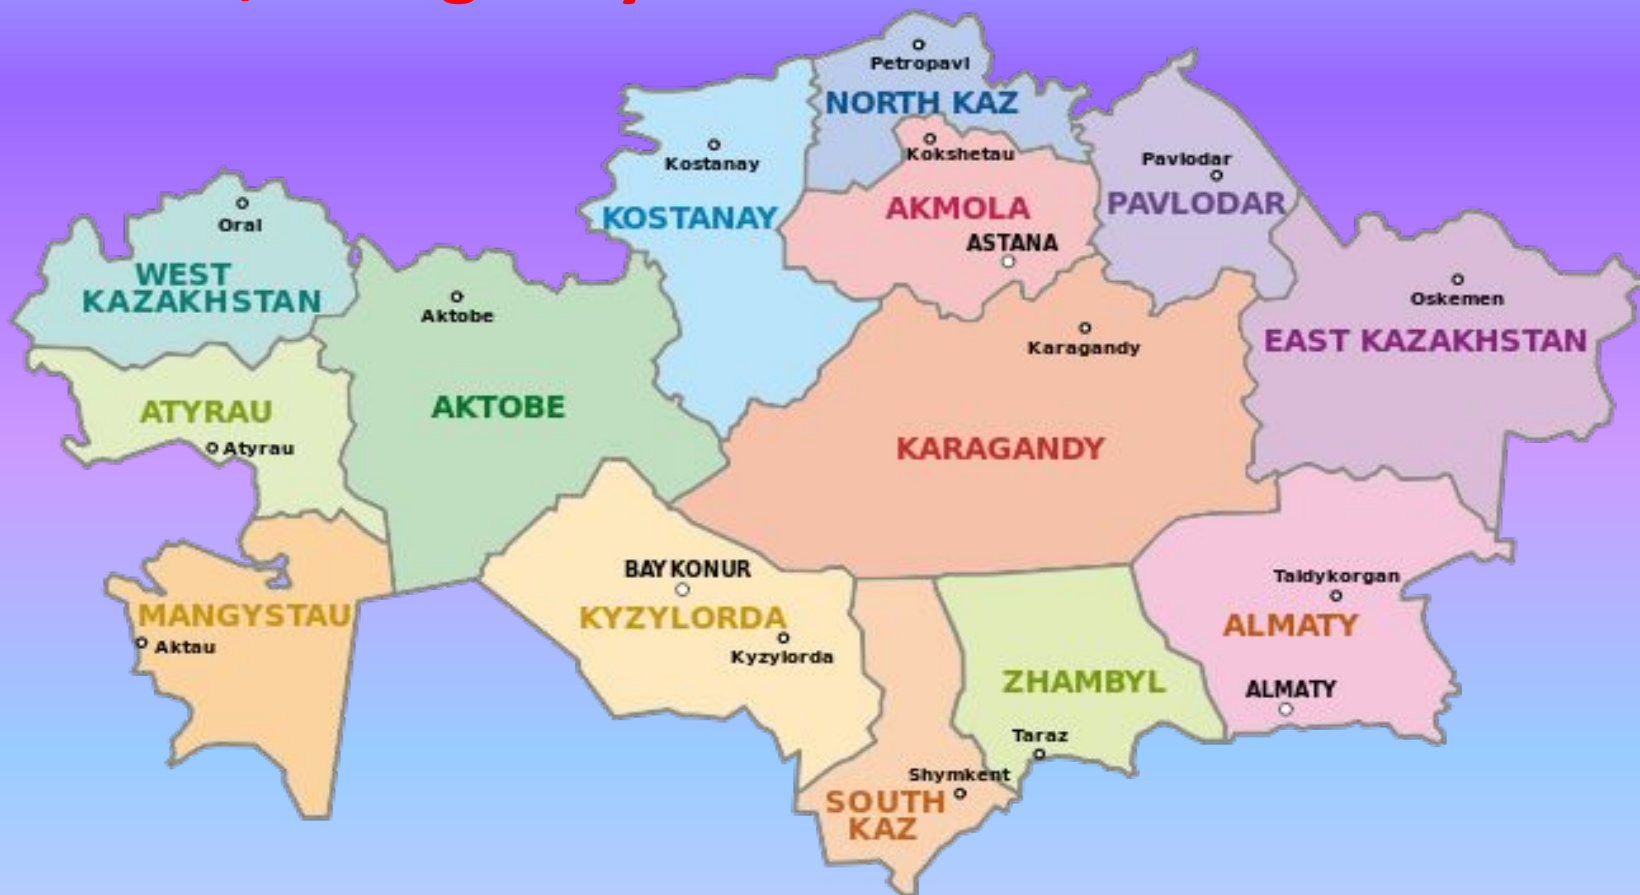 Petropavl
NORTH KAZ
Kostanay
Kokshetau
Pavlodar
KOSTANAY
AKMOLA
PAVLODAR
ASTANA
Oral
WEST
KAZAKHSTAN
Aktobe
Karagandy
Oskemen
EAST KAZAKHSTAN
ATYRAU
Atyrau
AKTOBE
KARAGANDY
BAYKONUR
KYZYLORDA
Kyzylorda
MANGYSTAU
Aktau
Taldykorgan
ALMATY
ALMATY
ZHAMBYL
Taraz
Shymkent
SOUTH
KAZ